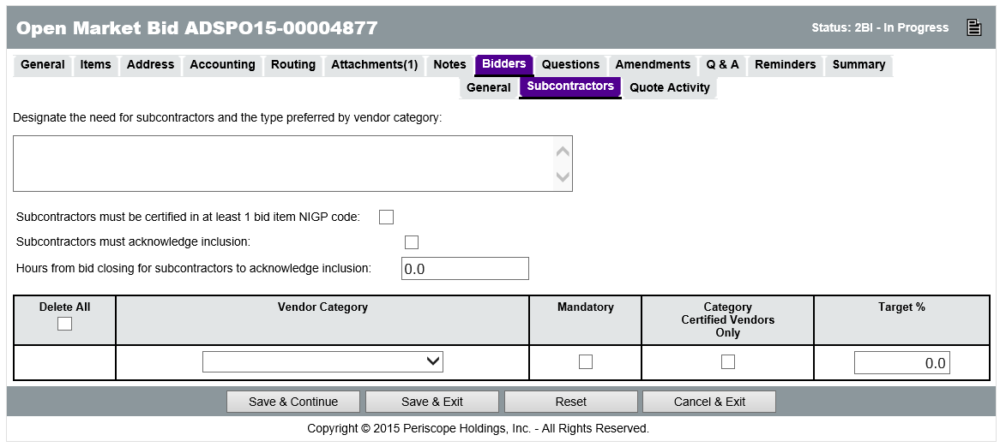 Open Market Bid ADSPO15-00004877
Status: 2BI - In Progress
General Items Address Accounting Routing Attachments(1) Notes Bidders Questions Amendments Q & A Reminders Summary
General Subcontractors Quote Activity
Designate the need for subcontractors and the type preferred by vendor category:
Subcontractors must be certified in at least 1 bid item NIGP code:
Subcontractors must acknowledge inclusion:
Hours from bid closing for subcontractors to acknowledge inclusion: 0.0
Delete All Vendor Category Mandatory Category Target %
Certified Vendors
Only
0.0
Save & Continue Save & Exit Reset Cancel & Exit
Copyright © 2015 Periscope Holdings, Inc. - All Rights Reserved.